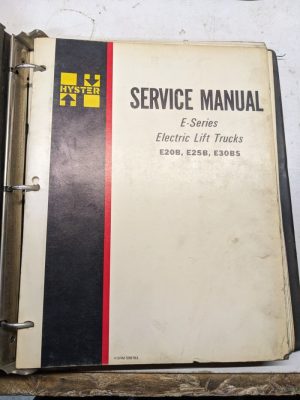 HYSTER
SERVICE MANUAL
E-Series
Electric Lift Trucks
E20B, E25B, E30BS